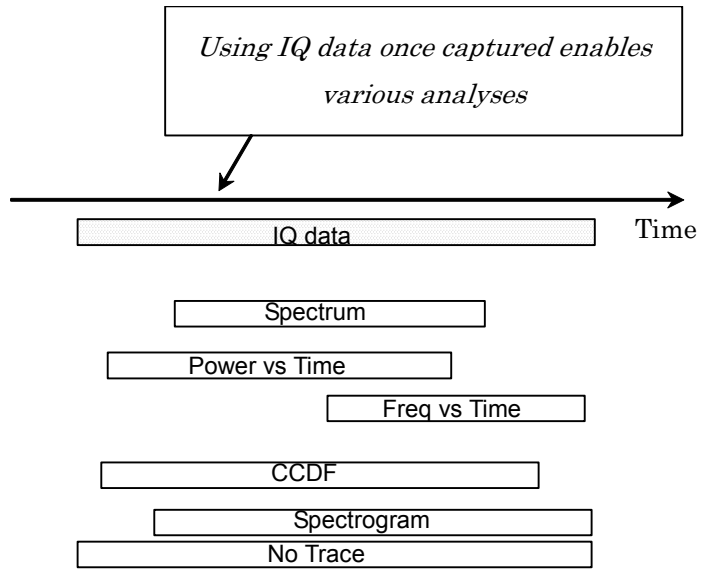 Using IQ data once captured enables
various analyses
Time
IQ data
Spectrum
Power vs Time
Freq vs Time
CCDF
Spectrogram
No Trace